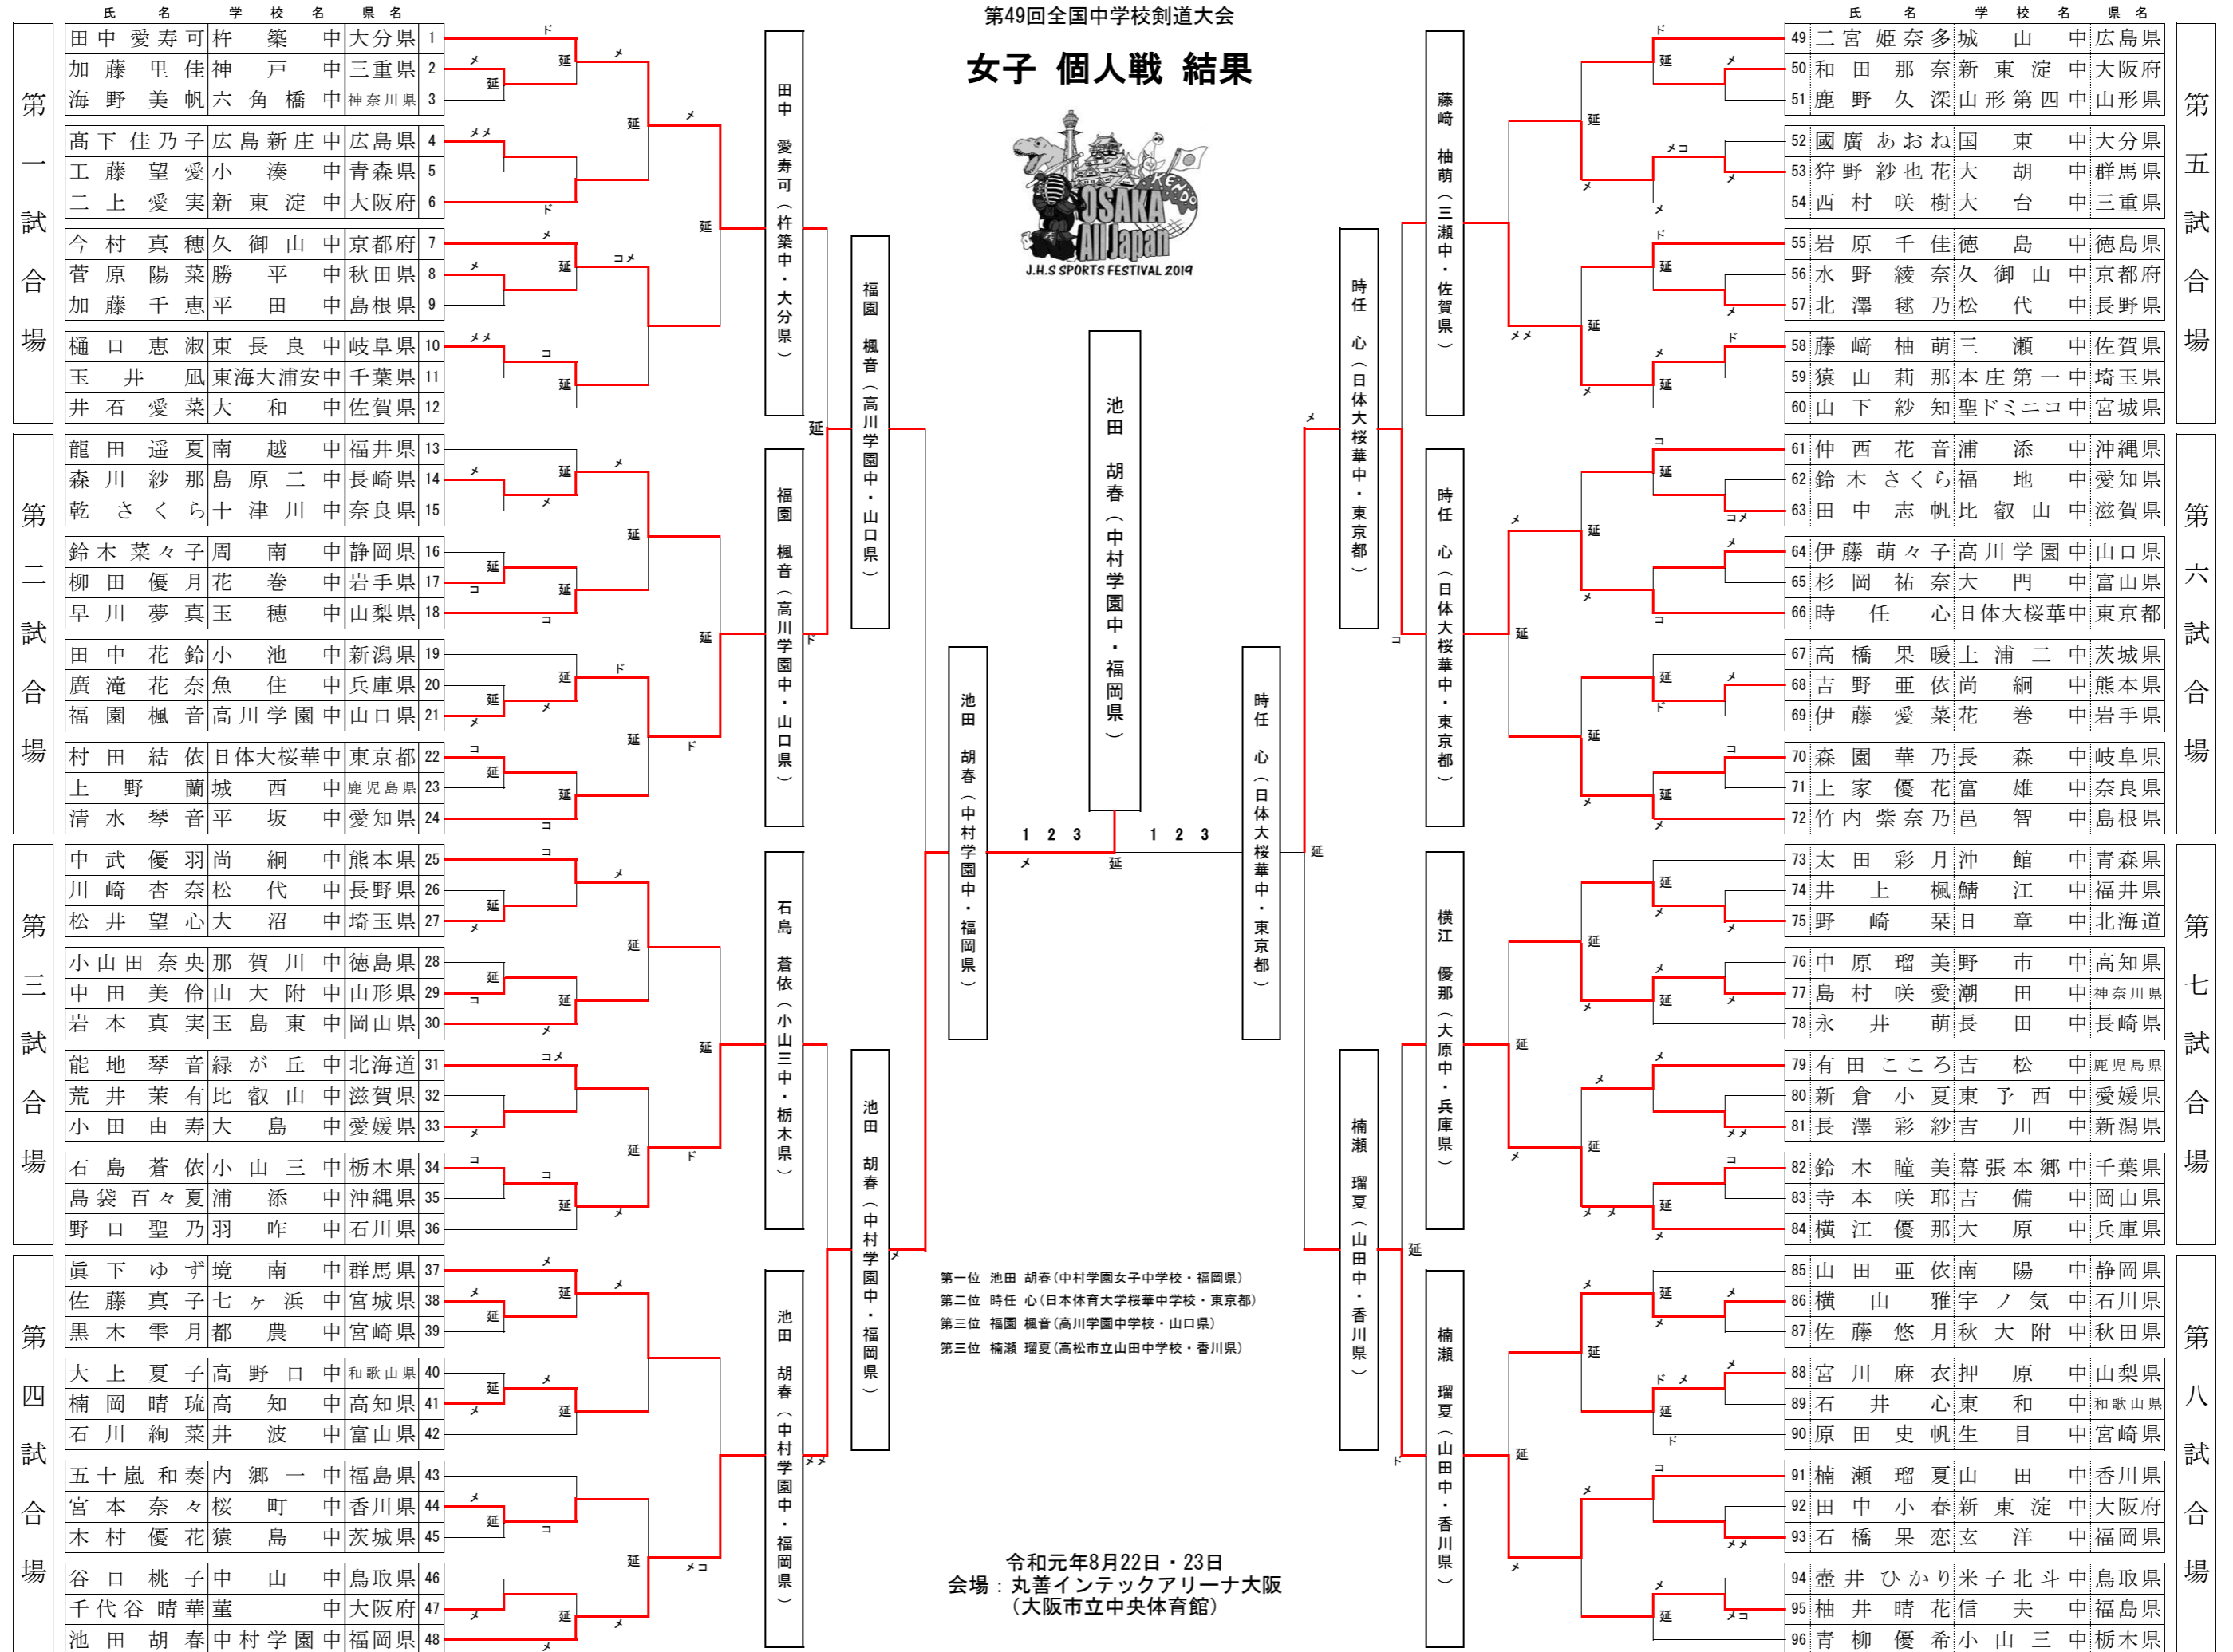 第49回全国中学校剣道大会
女子 個人戦 結果
OSAKA
All Japan
KENDO
J.H.S SPORTS FESTIVAL 2019
氏 名 学 校 名 県 名
第一試合場
田中愛寿可 杵築中 大分県 1
加藤里佳 神戸中 三重県 2
海野美帆 六角橋中 神奈川県 3
髙下佳乃子 広島新庄中 広島県 4
工藤望愛 小湊中 青森県 5
二上愛実 新東淀中 大阪府 6
今村真穂 久御山中 京都府 7
菅原陽菜 勝平中 秋田県 8
加藤千恵 平田中 島根県 9
樋口恵淑 東長良中 岐阜県 10
玉井凪 東海大浦安中 千葉県 11
井石愛菜 大和中 佐賀県 12
第二試合場
龍田遥夏 南越中 福井県 13
森川紗那 島原二中 長崎県 14
乾さくら 十津川中 奈良県 15
鈴木菜々子 周南中 静岡県 16
柳田優月 花巻中 岩手県 17
早川夢真 玉穂中 山梨県 18
田中花鈴 小池中 新潟県 19
廣滝花奈 魚住中 兵庫県 20
福園楓音 高川学園中 山口県 21
村田結依 日体大桜華中 東京都 22
上野蘭 城西中 鹿児島県 23
清水琴音 平坂中 愛知県 24
第三試合場
中武優羽 尚絅中 熊本県 25
川崎杏奈 松代中 長野県 26
松井望心 大沼中 埼玉県 27
小山田奈央 那賀川中 徳島県 28
中田美伶 山大附中 山形県 29
岩本真実 玉島東中 岡山県 30
能地琴音 緑が丘中 北海道 31
荒井茉有 比叡山中 滋賀県 32
小田由寿 大島中 愛媛県 33
石島蒼依 小山三中 栃木県 34
島袋百々夏 浦添中 沖縄県 35
野口聖乃 羽咋中 石川県 36
第四試合場
眞下ゆず 境南中 群馬県 37
佐藤真子 七ヶ浜中 宮城県 38
黒木雫月 都農中 宮崎県 39
大上夏子 高野口中 和歌山県 40
楠岡晴琉 高知中 高知県 41
石川絢菜 井波中 富山県 42
五十嵐和奏 内郷一中 福島県 43
宮本奈々 桜町中 香川県 44
木村優花 猿島中 茨城県 45
谷口桃子 中山中 鳥取県 46
千代谷晴華 菫中 大阪府 47
池田胡春 中村学園中 福岡県 48
田中 愛寿可（杵築中・大分県）
福園 楓音（高川学園中・山口県）
石島 蒼依（小山三中・栃木県）
池田 胡春（中村学園中・福岡県）
福園 楓音（高川学園中・山口県）
池田 胡春（中村学園中・福岡県）
池田 胡春（中村学園中・福岡県）
池田 胡春（中村学園中・福岡県）
1 2 3
メ
延
1 2 3
時任 心（日体大桜華中・東京都）
時任 心（日体大桜華中・東京都）
楠瀬 瑠夏（山田中・香川県）
藤﨑 柚萌（三瀬中・佐賀県）
時任 心（日体大桜華中・東京都）
横江 優那（大原中・兵庫県）
楠瀬 瑠夏（山田中・香川県）
氏 名 学 校 名 県 名
第五試合場
49 二宮姫奈多 城山中 広島県
50 和田那奈 新東淀中 大阪府
51 鹿野久深 山形第四中 山形県
52 國廣あおね 国東中 大分県
53 狩野紗也花 大胡中 群馬県
54 西村咲樹 大台中 三重県
55 岩原千佳 徳島中 徳島県
56 水野綾奈 久御山中 京都府
57 北澤毬乃 松代中 長野県
58 藤﨑柚萌 三瀬中 佐賀県
59 猿山莉那 本庄第一中 埼玉県
60 山下紗知 聖ドミニコ中 宮城県
第六試合場
61 仲西花音 浦添中 沖縄県
62 鈴木さくら 福地中 愛知県
63 田中志帆 比叡山中 滋賀県
64 伊藤萌々子 高川学園中 山口県
65 杉岡祐奈 大門中 富山県
66 時任心 日体大桜華中 東京都
67 高橋果暖 土浦二中 茨城県
68 吉野亜依 尚絅中 熊本県
69 伊藤愛菜 花巻中 岩手県
70 森園華乃 長森中 岐阜県
71 上家優花 富雄中 奈良県
72 竹内紫奈乃 邑智中 島根県
第七試合場
73 太田彩月 沖館中 青森県
74 井上楓 鯖江中 福井県
75 野崎栞 日章中 北海道
76 中原瑠美 野市中 高知県
77 島村咲愛 潮田中 神奈川県
78 永井萌 長田中 長崎県
79 有田こころ 吉松中 鹿児島県
80 新倉小夏 東予西中 愛媛県
81 長澤彩紗 吉川中 新潟県
82 鈴木瞳美 幕張本郷中 千葉県
83 寺本咲耶 吉備中 岡山県
84 横江優那 大原中 兵庫県
第八試合場
85 山田亜依 南陽中 静岡県
86 横山雅 宇ノ気中 石川県
87 佐藤悠月 秋大附中 秋田県
88 宮川麻衣 押原中 山梨県
89 石井心 東和中 和歌山県
90 原田史帆 生目中 宮崎県
91 楠瀬瑠夏 山田中 香川県
92 田中小春 新東淀中 大阪府
93 石橋果恋 玄洋中 福岡県
94 壺井ひかり 米子北斗中 鳥取県
95 柚井晴花 信夫中 福島県
96 青柳優希 小山三中 栃木県
第一位 池田 胡春(中村学園女子中学校・福岡県)
第二位 時任 心(日本体育大学桜華中学校・東京都)
第三位 福園 楓音(高川学園中学校・山口県)
第三位 楠瀬 瑠夏(高松市立山田中学校・香川県)
令和元年8月22日・23日
会場：丸善インテックアリーナ大阪
（大阪市立中央体育館）